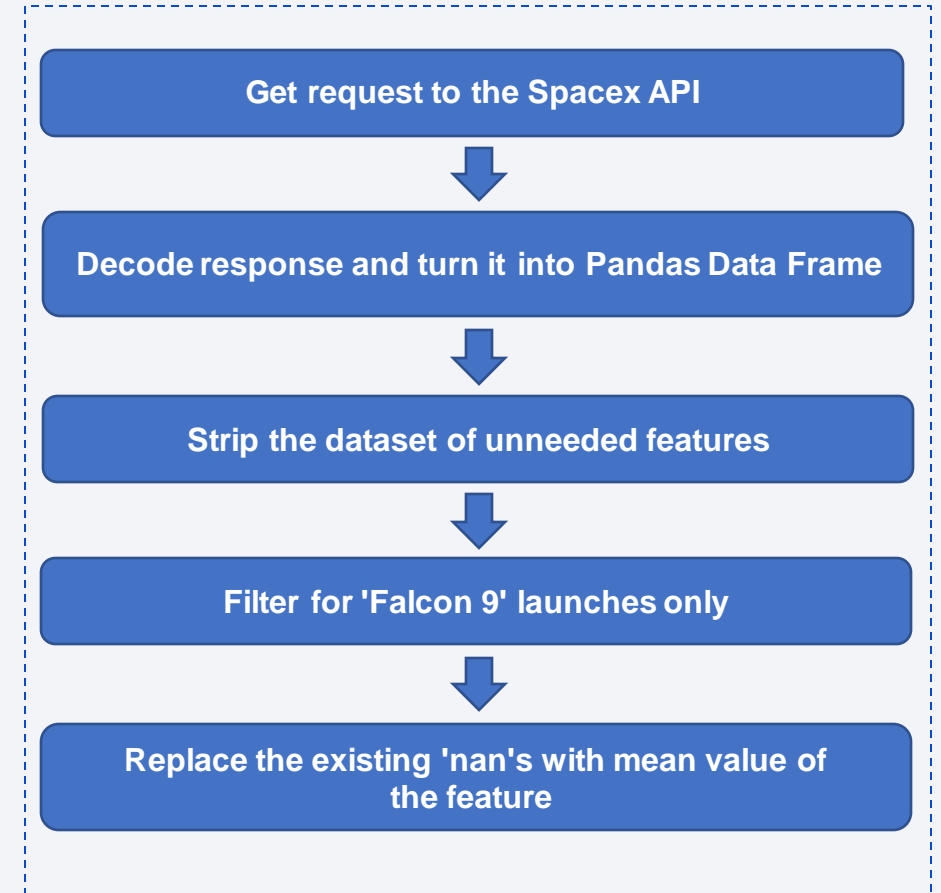 Get request to the Spacex API
Decode response and turn it into Pandas Data Frame
Strip the dataset of unneeded features
Filter for 'Falcon 9' launches only
Replace the existing 'nan's with mean value of
the feature